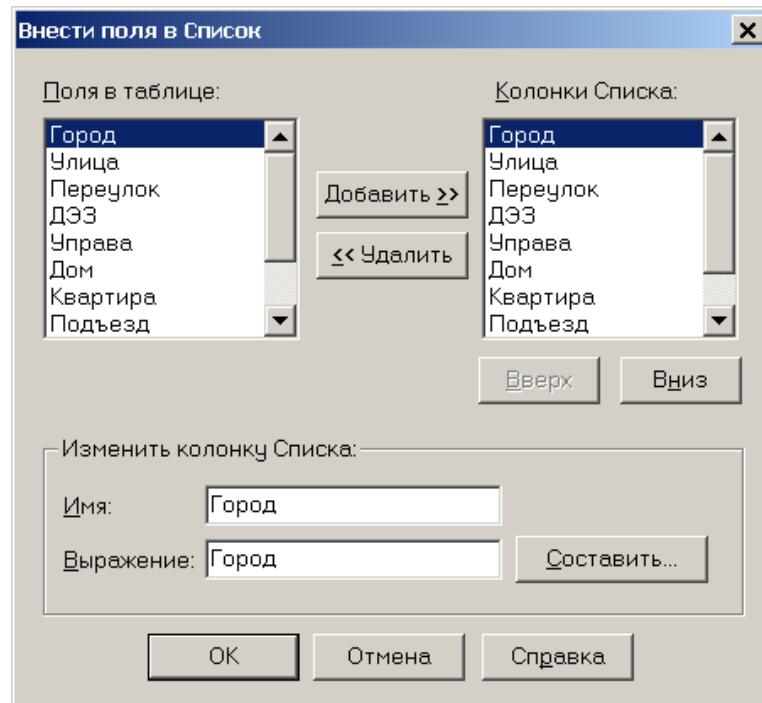 Внести поля в Список
Поля в таблице:
Город
Улица
Переулок
ДЭЗ
Управа
Дом
Квартира
Подъезд
Добавить >>
<< Удалить
Колонки Списка:
Город
Улица
Переулок
ДЭЗ
Управа
Дом
Квартира
Подъезд
Вверх
Вниз
Изменить колонку Списка:
Имя: Город
Выражение: Город Составить...
ОК Отмена Справка